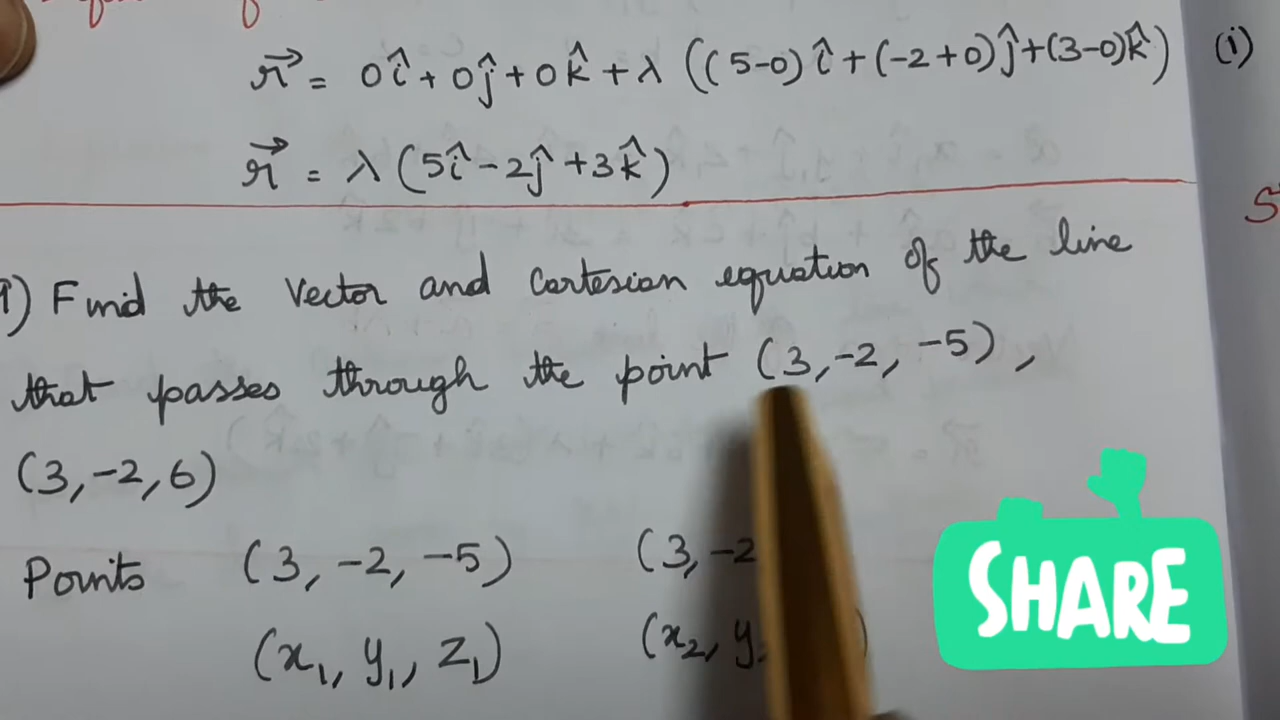 r⃗ = 0î + 0ĵ + 0k̂ + λ ((5-0)î + (-2+0)ĵ + (3-0)k̂) (i)
r⃗ = λ (5î - 2ĵ + 3k̂)
9) Find the Vector and Cartesian equation of the line
that passes through the point (3, -2, -5),
(3, -2, 6)
Points (3, -2, -5) (3, -2
(x₁, y₁, z₁) (x₂, y
SHARE